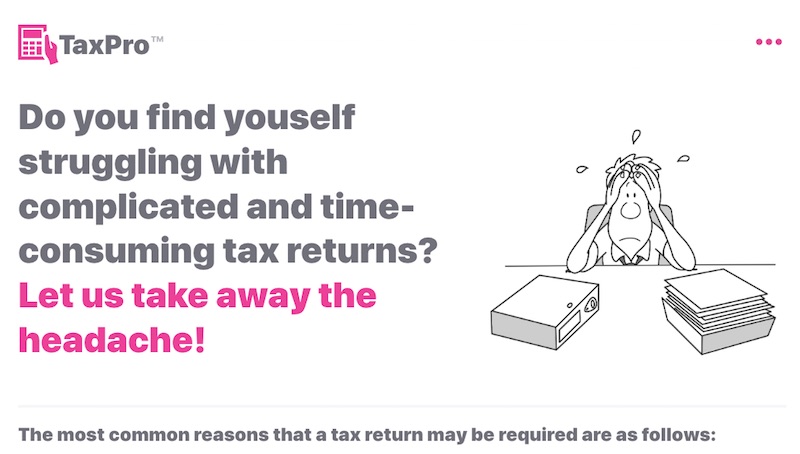 TaxPro™
Do you find youself
struggling with
complicated and time-
consuming tax returns?
Let us take away the
headache!
The most common reasons that a tax return may be required are as follows: